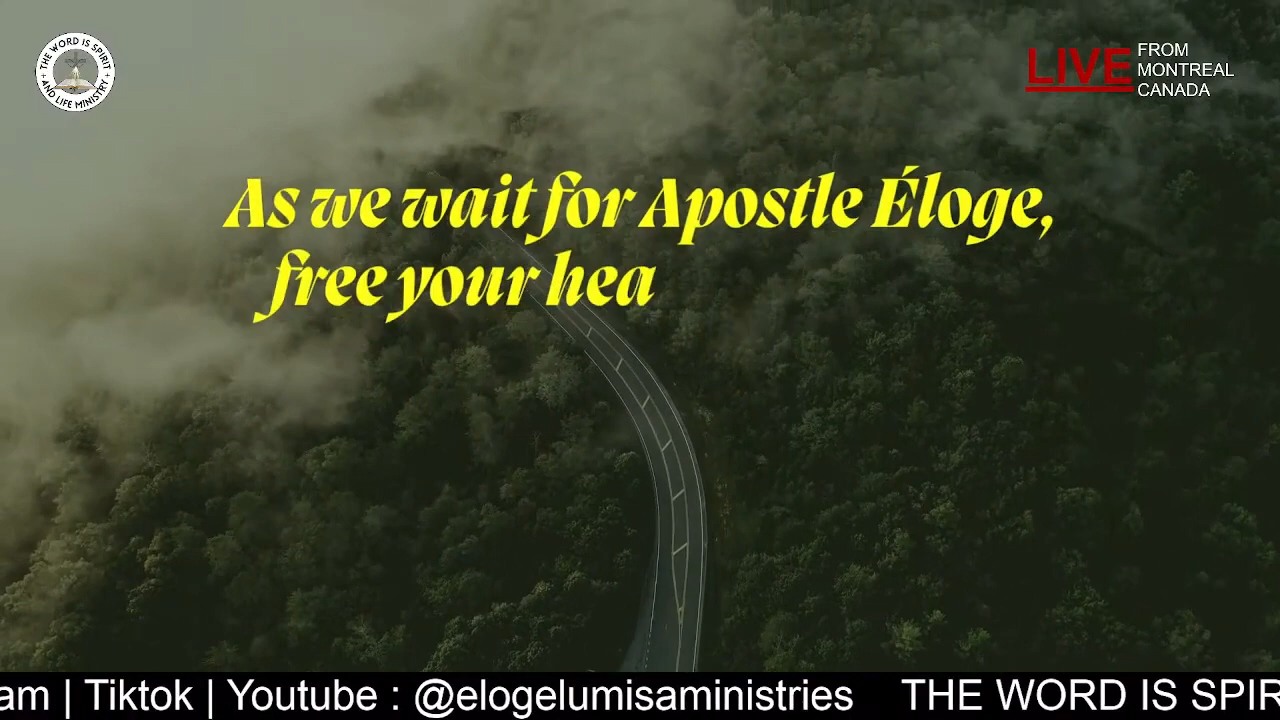 THE WORD IS SPIRIT
AND LIFE MINISTRY
LIVE
FROM
MONTREAL
CANADA
As we wait for Apostle Éloge,
free your hea
am | Tiktok | Youtube : @elogelumisaministries THE WORD IS SPIR